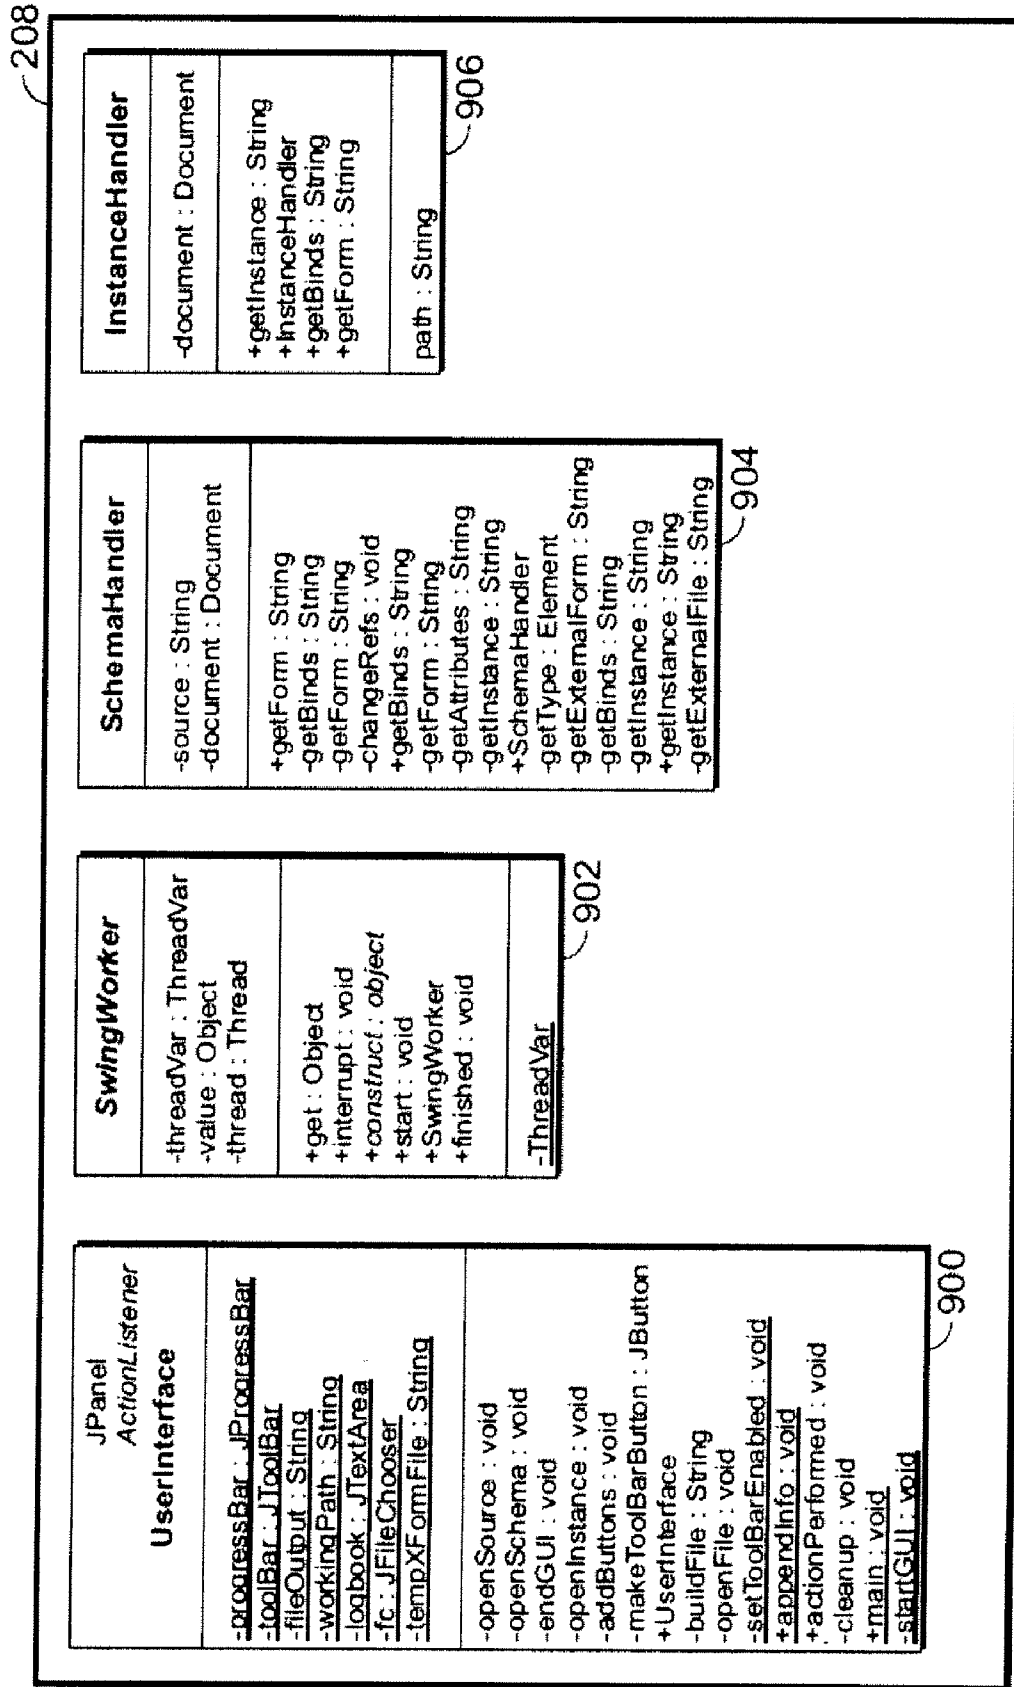 208
JPanel
ActionListener
UserInterface
-progressBar : JProgressBar
-toolBar : JToolBar
-fileOutput : String
-workingPath : String
-logbook : JTextArea
-fc : JFileChooser
-tempXFormFile : String
-openSource : void
-openSchema : void
-endGUI : void
-openInstance : void
-addButtons : void
-makeToolBarButton : JButton
+UserInterface
-buildFile : String
-openFile : void
-setToolBarEnabled : void
+appendInfo : void
+actionPerformed : void
-cleanup : void
+main : void
-startGUI : void
900
SwingWorker
-threadVar : ThreadVar
-value : Object
-thread : Thread
+get : Object
+interrupt : void
+construct : object
+start : void
+SwingWorker
+finished : void
-ThreadVar
902
SchemaHandler
-source : String
-document : Document
+getForm : String
-getBinds : String
-getForm : String
-changeRefs : void
+getBinds : String
-getForm : String
-getAttributes : String
-getInstance : String
+SchemaHandler
-getType : Element
-getExternalForm : String
-getBinds : String
-getInstance : String
+getInstance : String
-getExternalFile : String
904
InstanceHandler
-document : Document
+getInstance : String
+InstanceHandler
+getBinds : String
+getForm : String
path : String
906